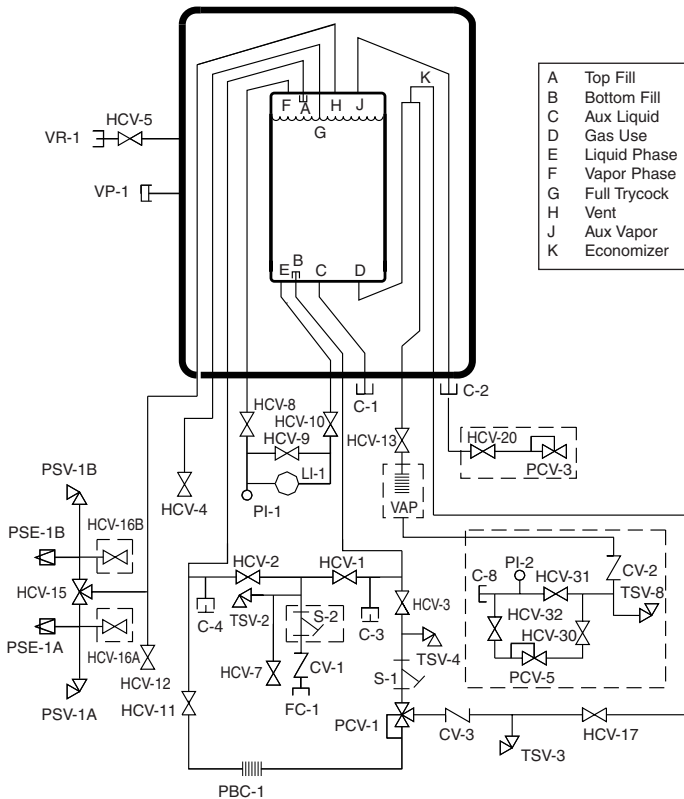 K
F
A
H
J
G
B
E
C
D
A Top Fill
B Bottom Fill
C Aux Liquid
D Gas Use
E Liquid Phase
F Vapor Phase
G Full Trycock
H Vent
J Aux Vapor
K Economizer
HCV-5
VR-1
VP-1
C-1
C-2
HCV-8
HCV-10
HCV-9
HCV-13
HCV-20
PCV-3
LI-1
PI-1
VAP
HCV-4
PSV-1B
PSE-1B
HCV-16B
HCV-15
PSE-1A
HCV-16A
HCV-12
PSV-1A
HCV-11
HCV-2
HCV-1
C-4
TSV-2
S-2
C-3
HCV-3
TSV-4
HCV-7
CV-1
FC-1
S-1
PCV-1
PBC-1
CV-3
TSV-3
HCV-17
PI-2
C-8
HCV-31
CV-2
TSV-8
HCV-32
HCV-30
PCV-5